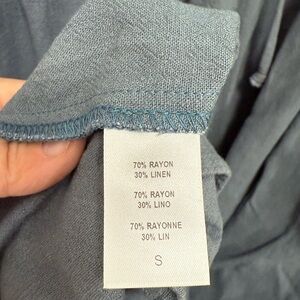 70% RAYON
30% LINEN
70% RAYON
30% LINO
70% RAYONNE
30% LIN
S